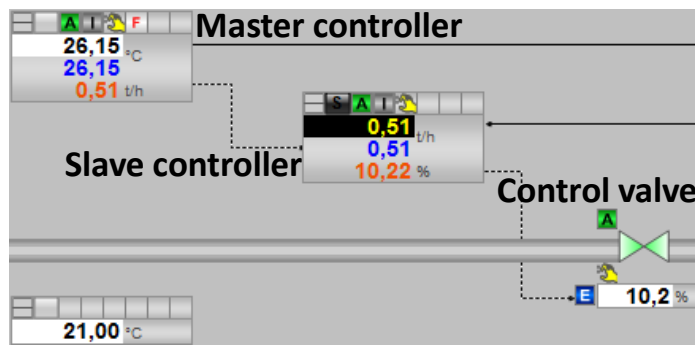 A I F Master controller
26,15 °C
26,15
0,51 t/h
S A I
0,51 t/h
0,51
10,22 %
Slave controller
Control valve
A
E 10,2 %
21,00 °C